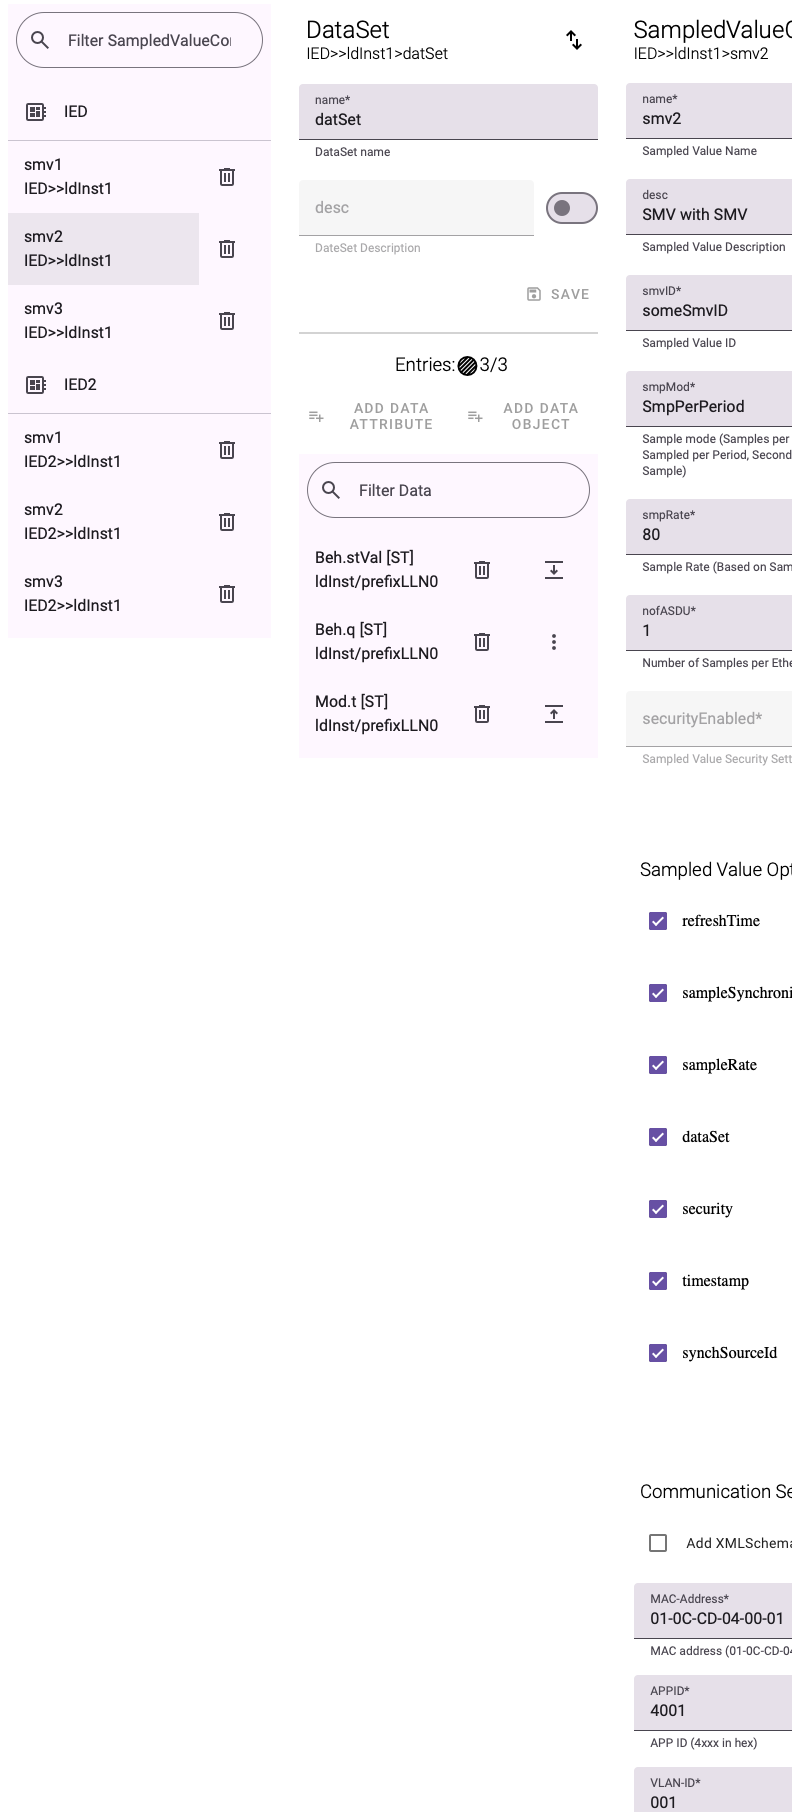 Filter SampledValueCo
IED
smv1
IED>>ldInst1
smv2
IED>>ldInst1
smv3
IED>>ldInst1
IED2
smv1
IED2>>ldInst1
smv2
IED2>>ldInst1
smv3
IED2>>ldInst1
DataSet
IED>>ldInst1>datSet
name*
datSet
DataSet name
desc
DateSet Description
SAVE
Entries: 3/3
ADD DATA
ATTRIBUTE
ADD DATA
OBJECT
Filter Data
Beh.stVal [ST]
ldInst/prefixLLN0
Beh.q [ST]
ldInst/prefixLLN0
Mod.t [ST]
ldInst/prefixLLN0
SampledValueC
IED>>ldInst1>smv2
name*
smv2
Sampled Value Name
desc
SMV with SMV
Sampled Value Description
smvID*
someSmvID
Sampled Value ID
smpMod*
SmpPerPeriod
Sample mode (Samples per
Sampled per Period, Second
Sample)
smpRate*
80
Sample Rate (Based on Sam
nofASDU*
1
Number of Samples per Ethe
securityEnabled*
Sampled Value Security Sett
Sampled Value Opt
refreshTime
sampleSynchroni
sampleRate
dataSet
security
timestamp
synchSourceId
Communication Se
Add XMLSchema
MAC-Address*
01-0C-CD-04-00-01
MAC address (01-0C-CD-04
APPID*
4001
APP ID (4xxx in hex)
VLAN-ID*
001